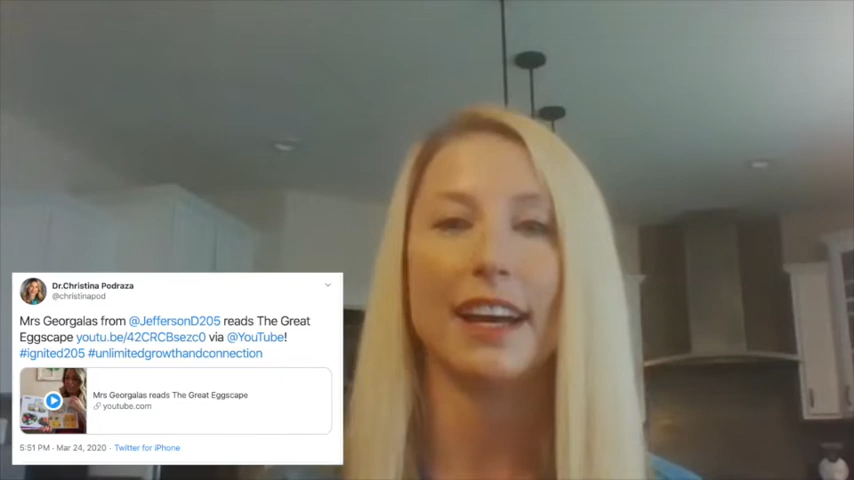 Dr.Christina Podraza
@christinapod
Mrs Georgalas from @JeffersonD205 reads The Great
Eggscape youtu.be/42CRCBsezc0 via @YouTube!
#ignited205 #unlimitedgrowthandconnection
Mrs Georgalas reads The Great Eggscape
youtube.com
5:51 PM · Mar 24, 2020 · Twitter for iPhone